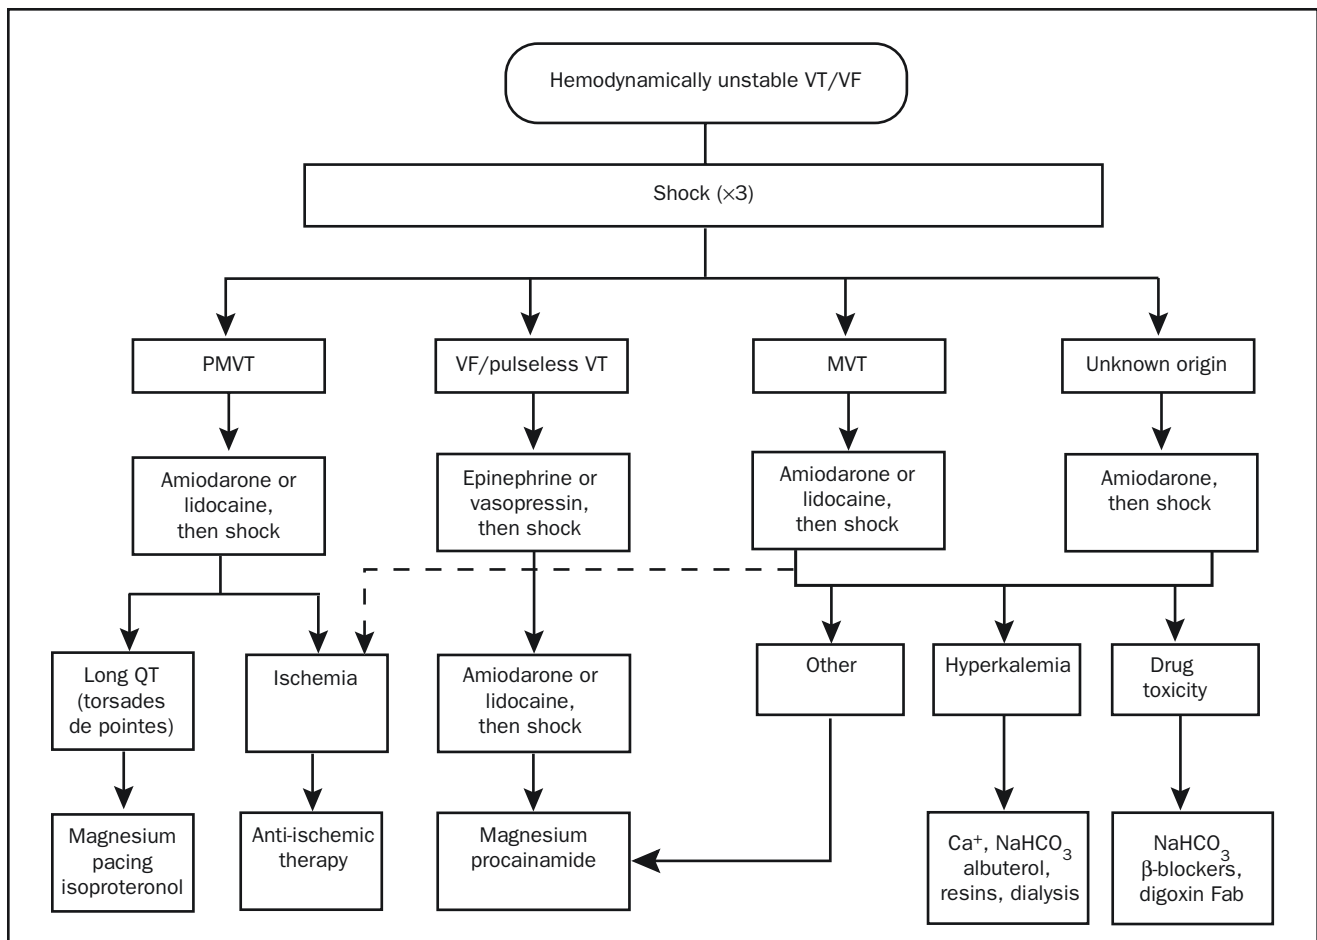 Hemodynamically unstable VT/VF
Shock (×3)
PMVT
VF/pulseless VT
MVT
Unknown origin
Amiodarone or
lidocaine,
then shock
Epinephrine or
vasopressin,
then shock
Amiodarone or
lidocaine,
then shock
Amiodarone,
then shock
Long QT
(torsades
de pointes)
Ischemia
Amiodarone or
lidocaine,
then shock
Other
Hyperkalemia
Drug
toxicity
Magnesium
pacing
isoproteronol
Anti-ischemic
therapy
Magnesium
procainamide
Ca⁺, NaHCO₃
albuterol,
resins, dialysis
NaHCO₃
β-blockers,
digoxin Fab